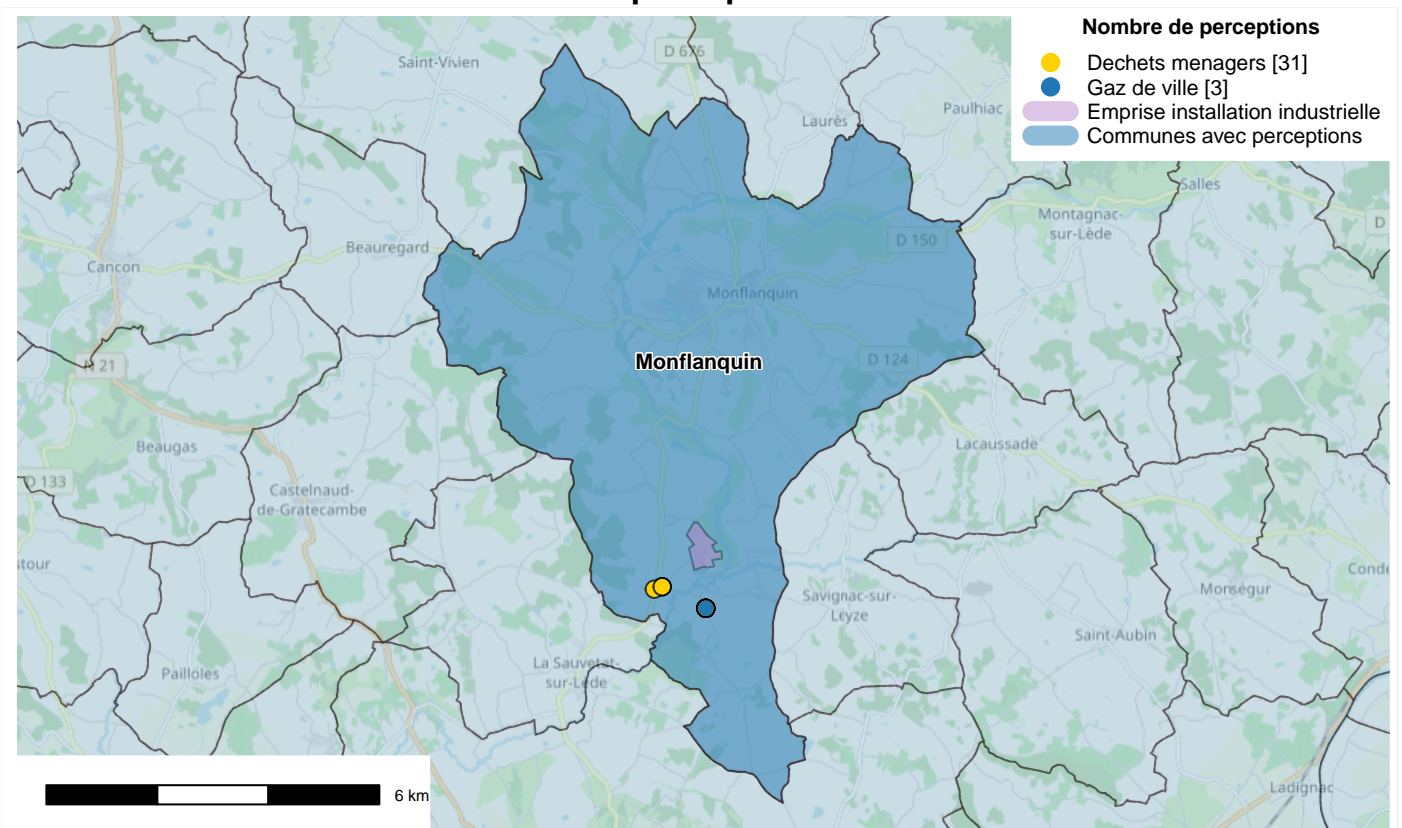 Nombre de perceptions
Dechets menagers [31]
Gaz de ville [3]
Emprise installation industrielle
Communes avec perceptions
D 676
Saint-Vivien
Paulhiac
Laurès
Salles
Montagnac-
sur-Lède
D
D 150
Beauregard
Cancon
Monflanquin
Monflanquin
D 124
N 21
Beaugas
Lacaussade
D 133
Castelnaud-
de-Gratecambe
stour
Conde
Monségur
Savignac-sur-
Leyze
Saint-Aubin
La Sauvetat-
sur-Lède
Pailloles
Ladignac
6 km